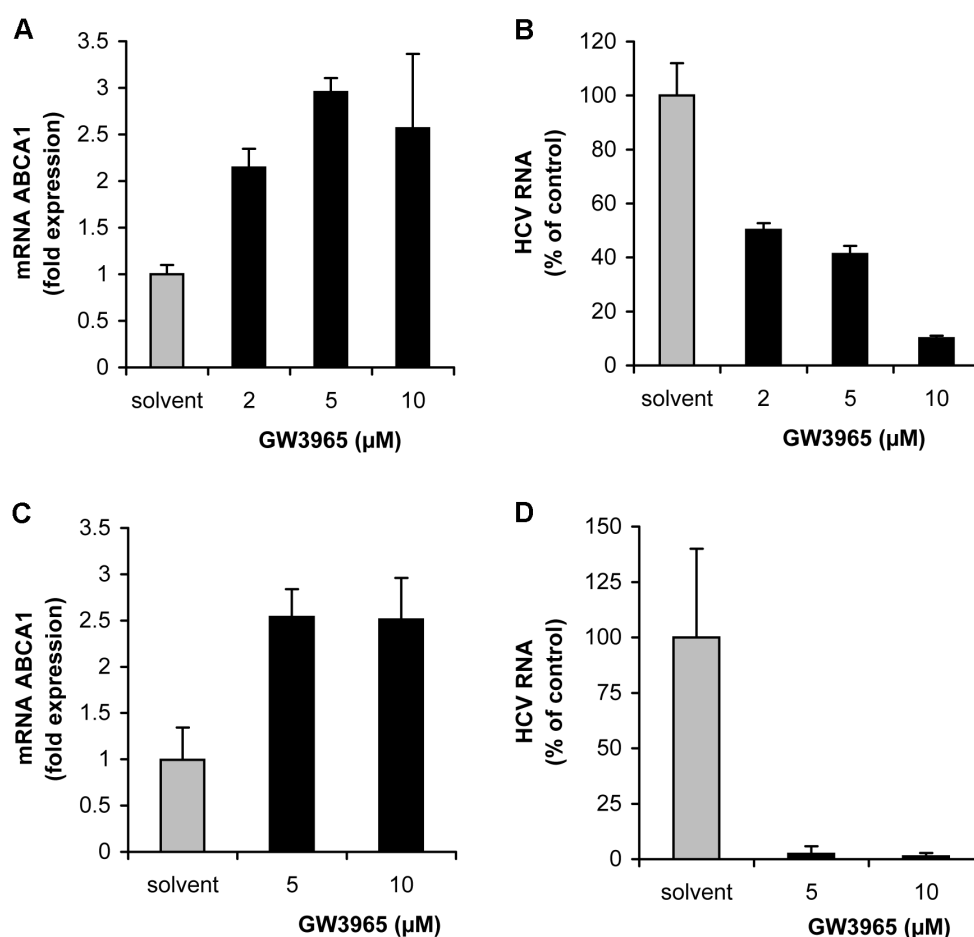 A
mRNA ABCA1
(fold expression)
3.5
3
2.5
2
1.5
1
0.5
0
solvent 2 5 10
GW3965 (µM)
B
HCV RNA
(% of control)
120
100
80
60
40
20
0
solvent 2 5 10
GW3965 (µM)
C
mRNA ABCA1
(fold expression)
3.5
3
2.5
2
1.5
1
0.5
0
solvent 5 10
GW3965 (µM)
D
HCV RNA
(% of control)
150
125
100
75
50
25
0
solvent 5 10
GW3965 (µM)